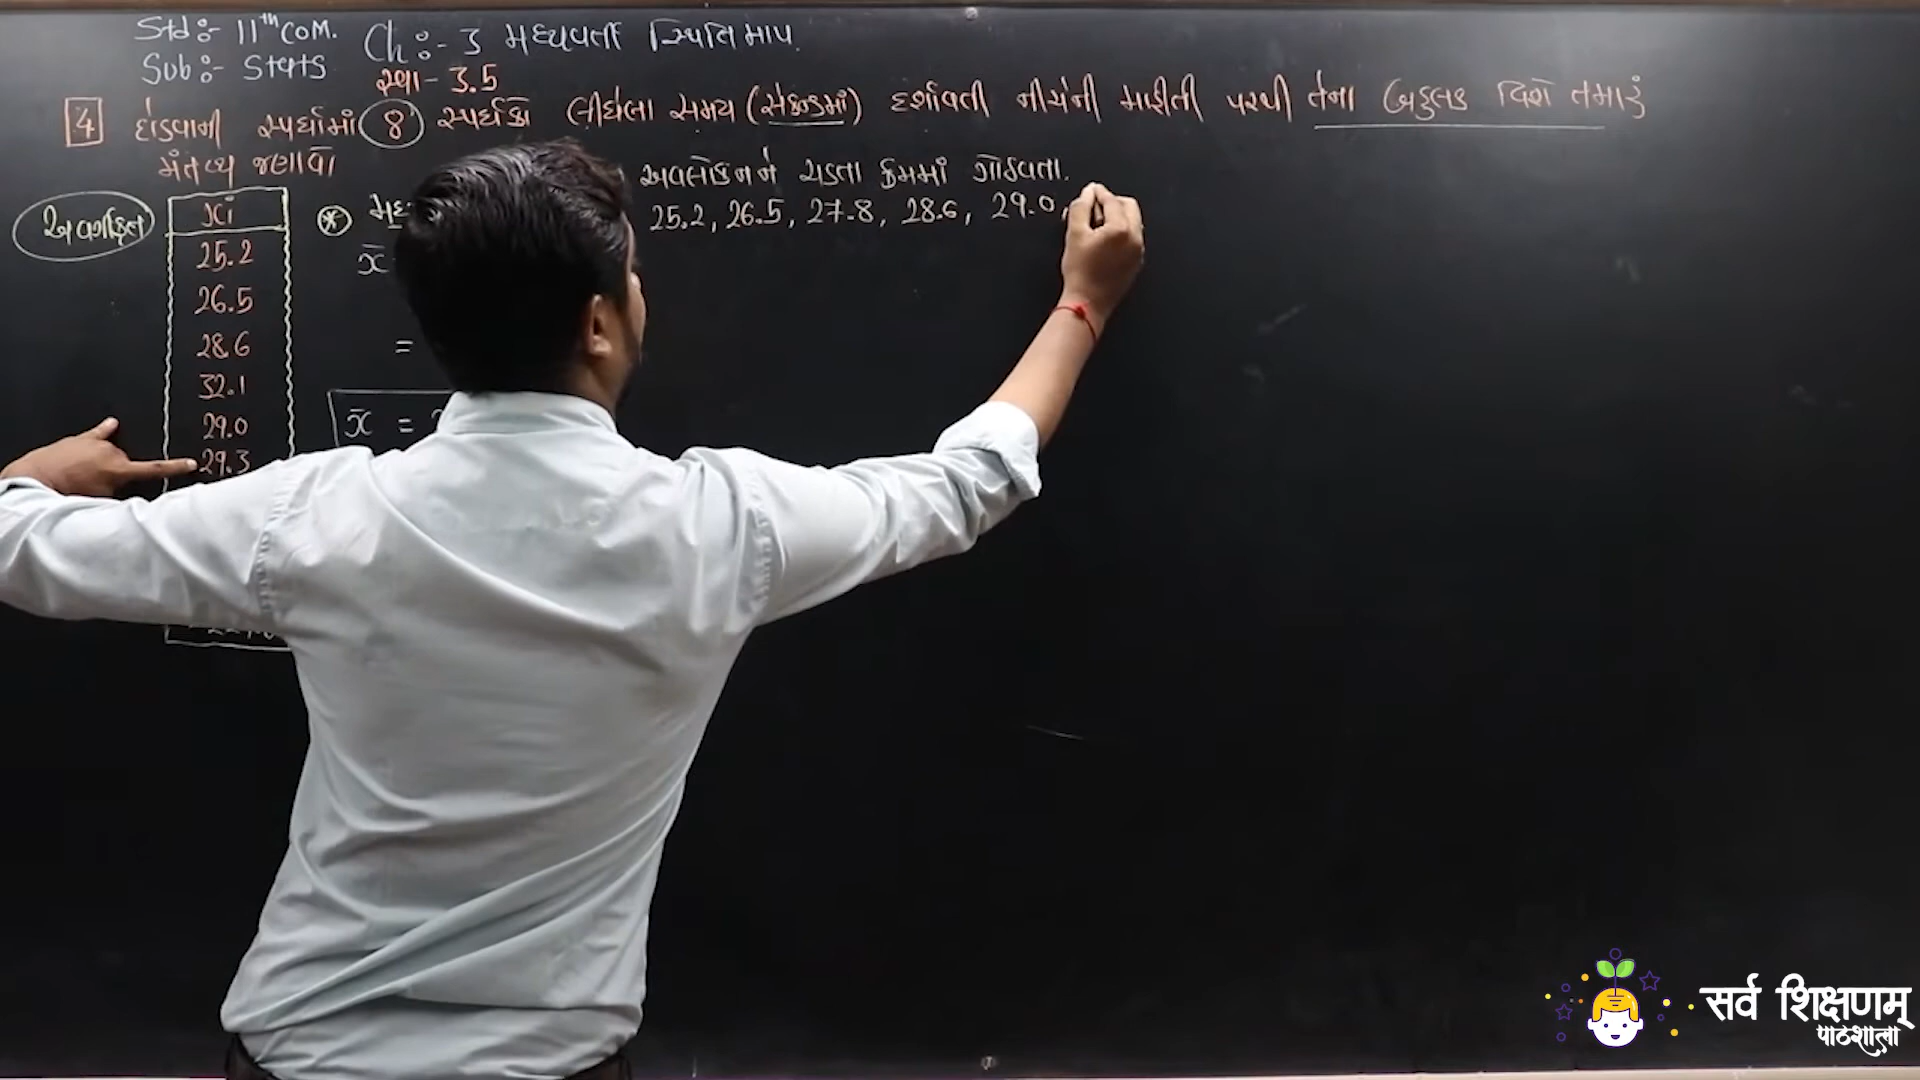 Std :- 11th COM.
Sub :- Stats
Ch :- 3 મધ્યવર્તી સ્થિતિમાપ
સ્વા - 3.5
4 દોડવાની સ્પર્ધામાં 8 સ્પર્ધકો લીધેલા સમય (સેકન્ડમાં) દર્શાવતી નીચેની માહિતી પરથી તેના બહુલક વિશે તમારું
મંતવ્ય જણાવો
અવર્ગીકૃત
xi
25.2
26.5
28.6
32.1
29.0
29.3
x̄
=
x̄ =
અવલોકનને ચડતા ક્રમમાં ગોઠવતા.
25.2, 26.5, 27.8, 28.6, 29.0,
सर्व शिक्षणम्
પાઠશાલા